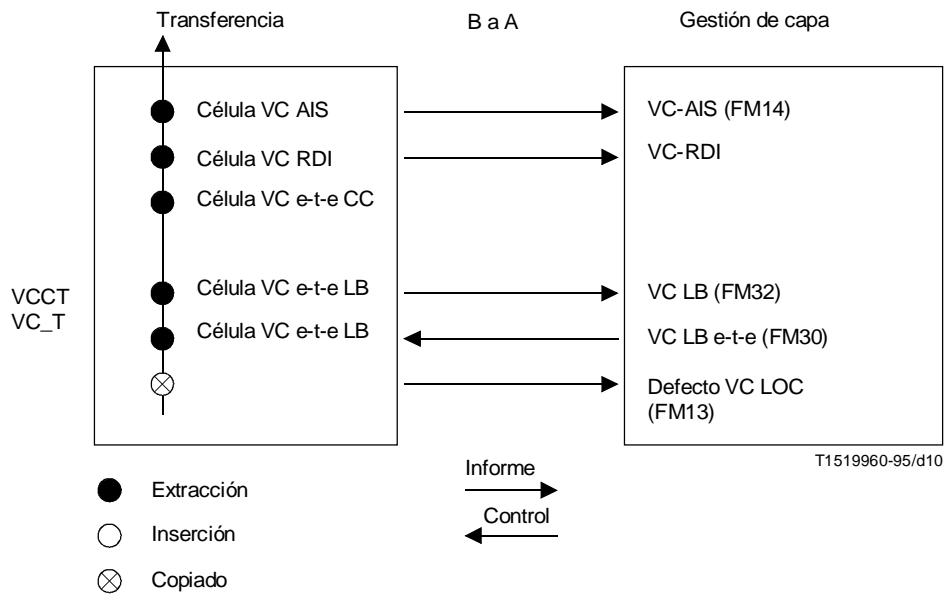 Transferencia
B a A
Gestión de capa
Célula VC AIS
VC-AIS (FM14)
Célula VC RDI
VC-RDI
Célula VC e-t-e CC
Célula VC e-t-e LB
VC LB (FM32)
VCCT
VC_T
Célula VC e-t-e LB
VC LB e-t-e (FM30)
Defecto VC LOC
(FM13)
T1519960-95/d10
Informe
Extracción
Control
Inserción
Copiado